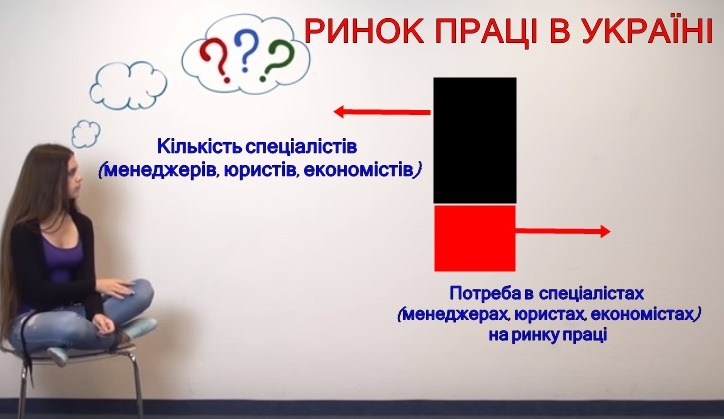 РИНОК ПРАЦІ В УКРАЇНІ
? ? ?
Кількість спеціалістів
(менеджерів, юристів, економістів)
Потреба в спеціалістах
(менеджерах, юристах, економістах)
на ринку праці